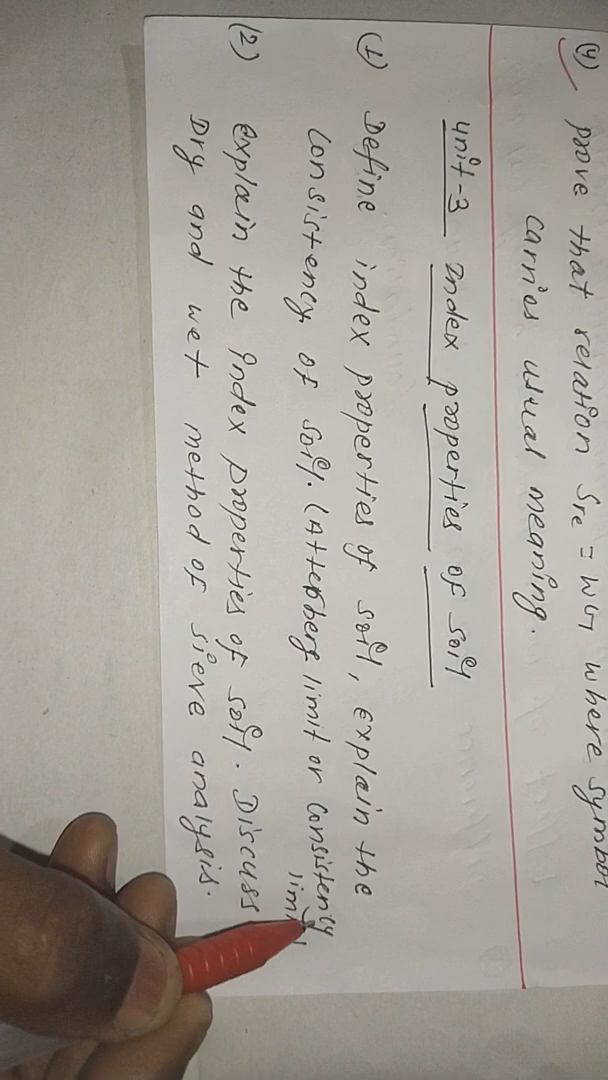 (4) prove that relation Sre = wG where symbol
carries usual meaning.
unit-3 Index properties of soil
(1) Define index properties of soil, explain the
consistency of soil. (Atterberg limit or consistency
limit)
(2) explain the index properties of soil. Discuss
Dry and wet method of sieve analysis.